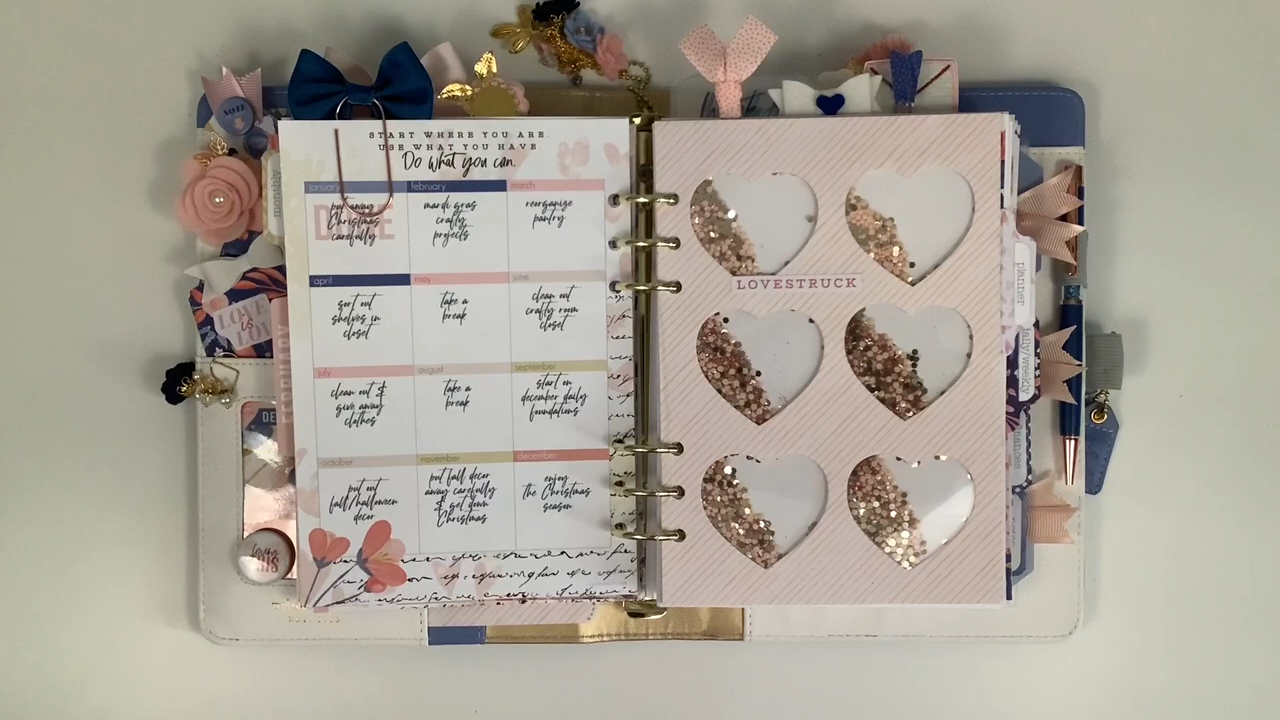 START WHERE YOU ARE.
USE WHAT YOU HAVE.
Do what you can.
january
put away
Christmas
carefully
february
mardi gras
crafty
projects
march
reorganize
pantry
april
sort out
shelves in
closet
may
take a
break
june
clean out
crafty room
closet
july
clean out &
give away
clothes
august
take a
break
september
start on
december daily
foundations
october
put out
fall/halloween
decor
november
put fall decor
away carefully
& get down
Christmas
december
enjoy
the Christmas
season
LOVESTRUCK
NOTE
monthly
LOVE
is
FEBRUARY
planner
daily/weekly